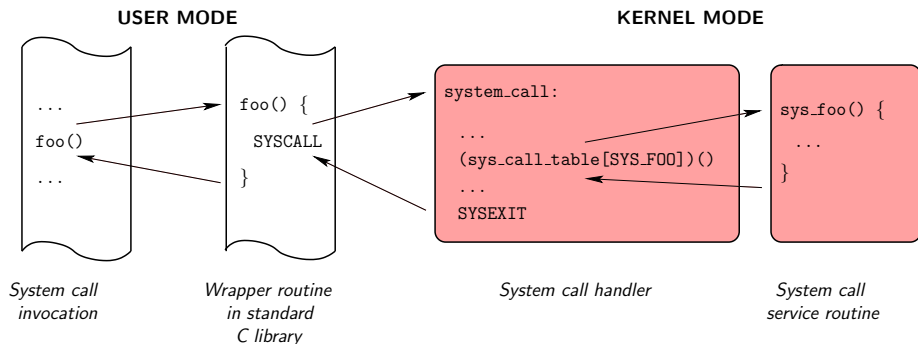 USER MODE
KERNEL MODE
...
foo()
...
foo() {
SYSCALL
}
system_call:
...
(sys_call_table[SYS_FOO])()
...
SYSEXIT
sys_foo() {
...
}
System call
invocation
Wrapper routine
in standard
C library
System call handler
System call
service routine